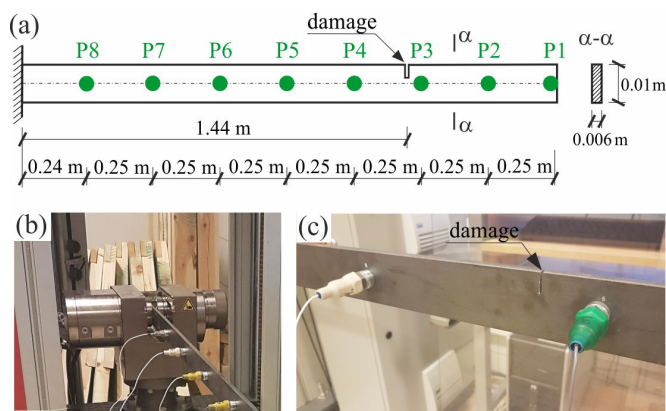 (a)
damage
α
α-α
P8 P7 P6 P5 P4 P3 P2 P1
0.01m
α
1.44 m
0.006m
0.24 m 0.25 m 0.25 m 0.25 m 0.25 m 0.25 m 0.25 m 0.25 m
(b)
(c)
damage